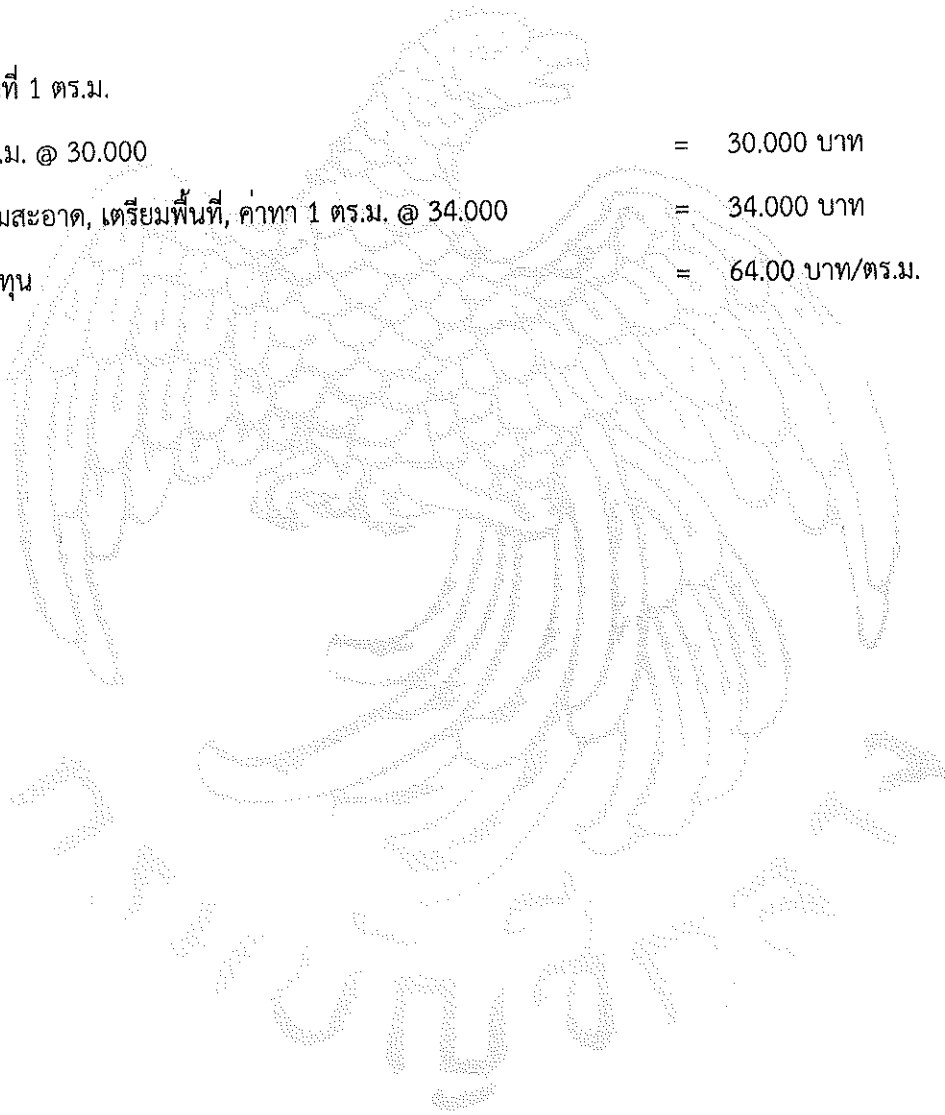 ที่ 1 ตร.ม.
.ม. @ 30.000 = 30.000 บาท
มสะอาด, เตรียมพื้นที่, ค่าทา 1 ตร.ม. @ 34.000 = 34.000 บาท
ทุน = 64.00 บาท/ตร.ม.